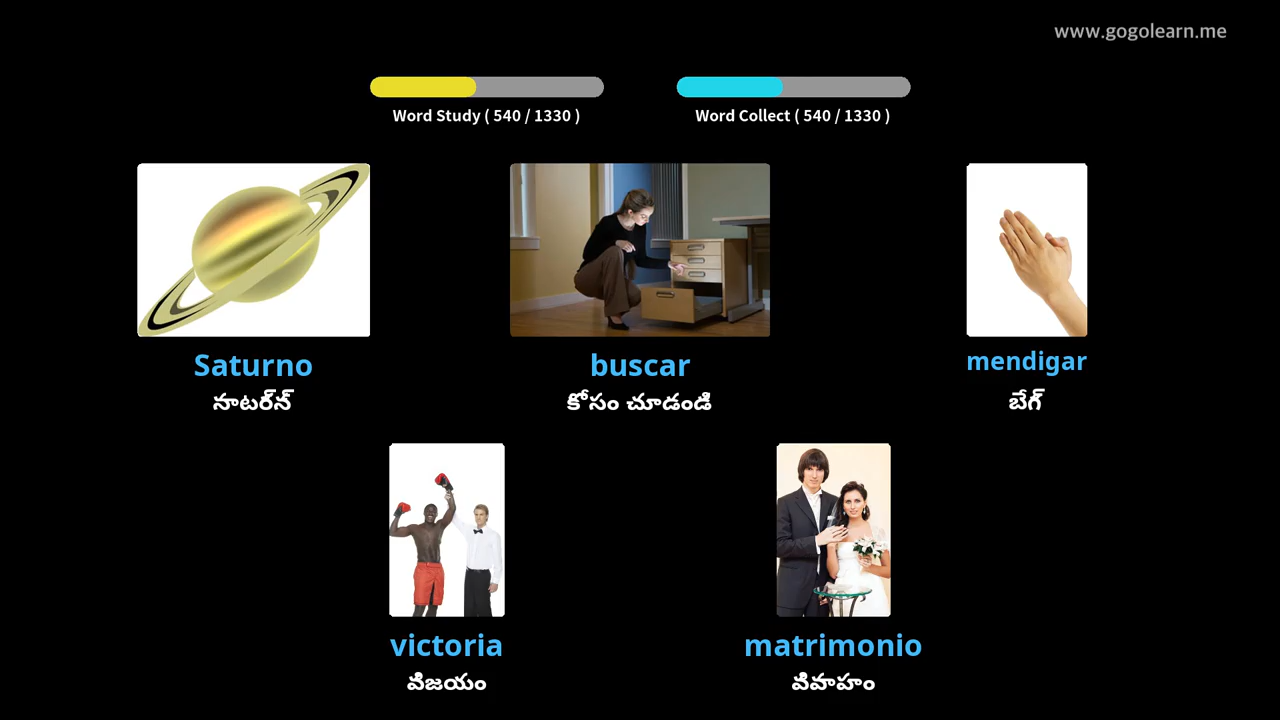 www.gogolearn.me
Word Study ( 540 / 1330 )
Word Collect ( 540 / 1330 )
Saturno
సాటర్న్
buscar
కోసం చూడండి
mendigar
బేగ్
victoria
విజయం
matrimonio
వివాహం